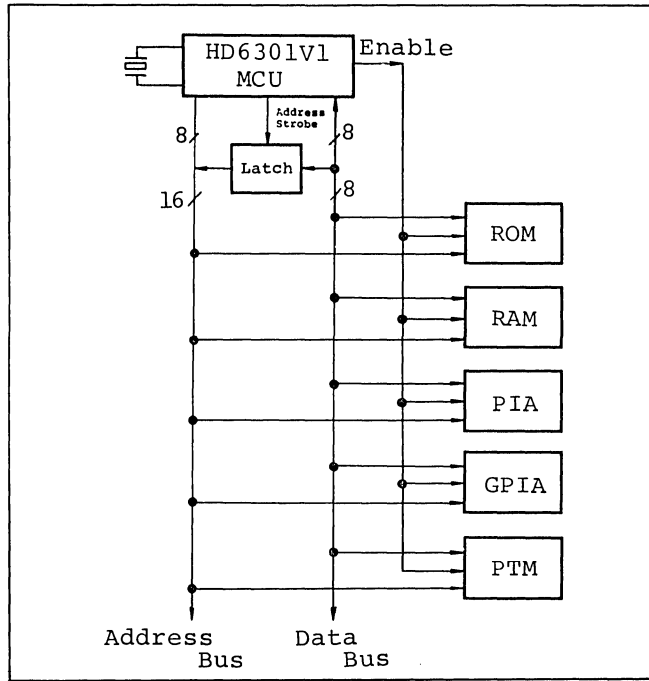 HD6301V1
MCU
Enable
Address
Strobe
8
8
Latch
16
8
ROM
RAM
PIA
GPIA
PTM
Address
Bus
Data
Bus